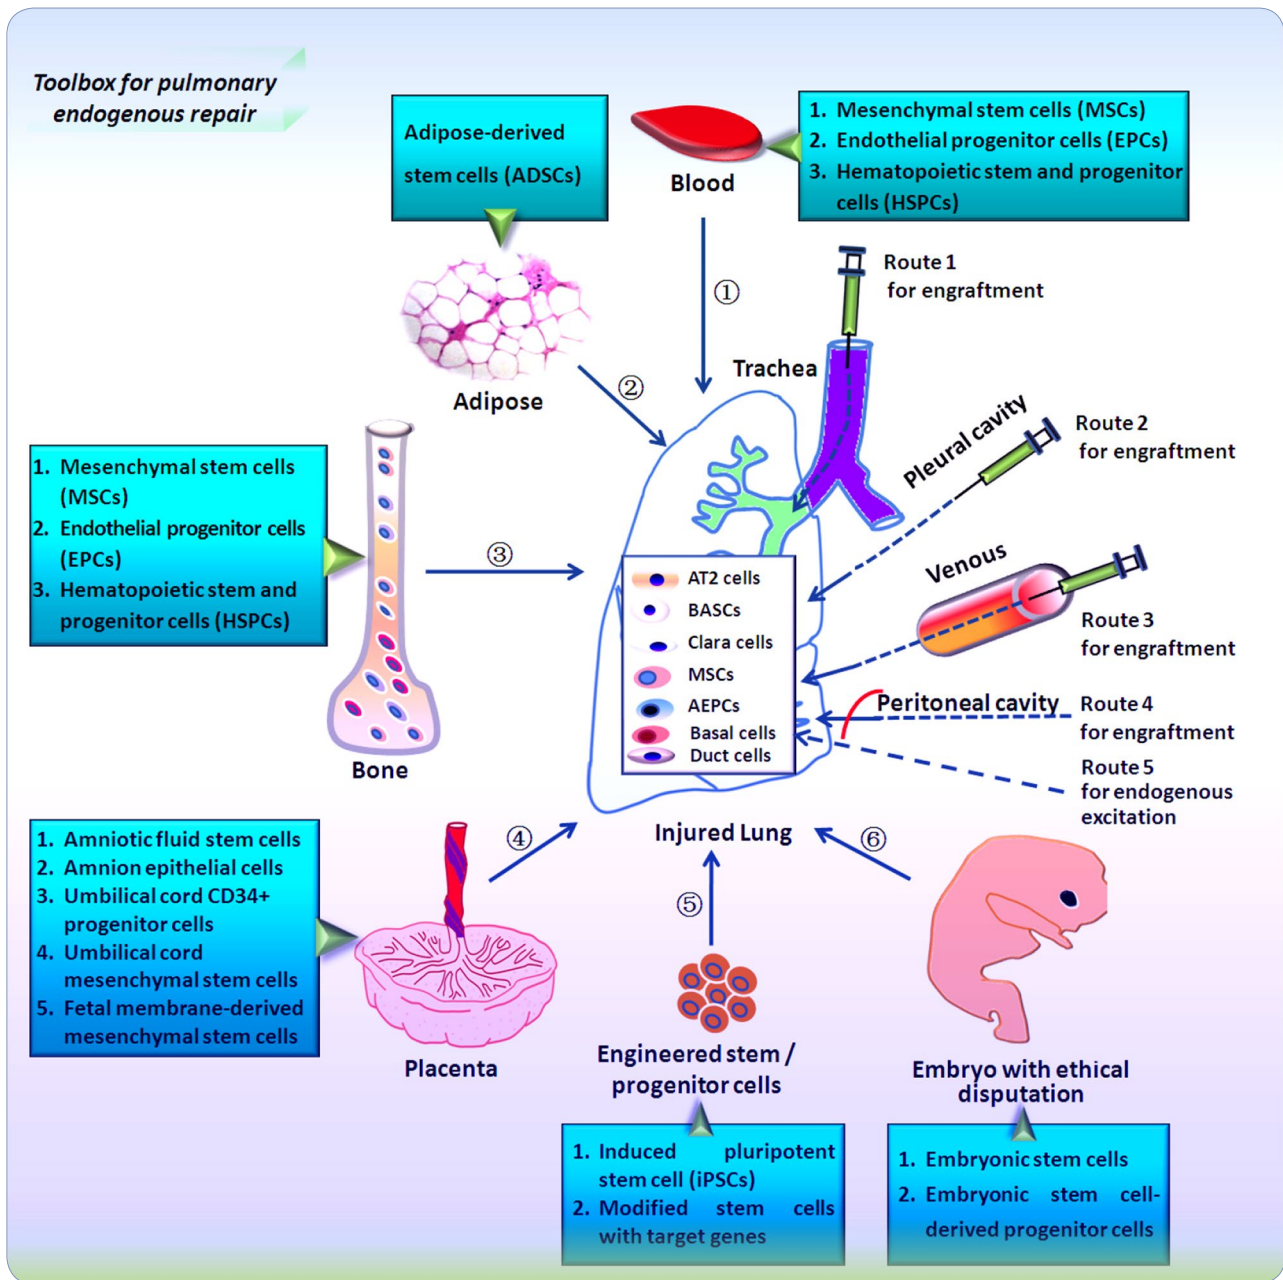 Toolbox for pulmonary
endogenous repair
Adipose-derived
stem cells (ADSCs)
Adipose
Blood
1. Mesenchymal stem cells (MSCs)
2. Endothelial progenitor cells (EPCs)
3. Hematopoietic stem and progenitor
cells (HSPCs)
①
②
Route 1
for engraftment
Trachea
Pleural cavity
Route 2
for engraftment
1. Mesenchymal stem cells
(MSCs)
2. Endothelial progenitor cells
(EPCs)
3. Hematopoietic stem and
progenitor cells (HSPCs)
Bone
③
AT2 cells
BASCs
Clara cells
MSCs
AEPCs
Basal cells
Duct cells
Venous
Route 3
for engraftment
Peritoneal cavity
Route 4
for engraftment
Route 5
for endogenous
excitation
Injured Lung
1. Amniotic fluid stem cells
2. Amnion epithelial cells
3. Umbilical cord CD34+
progenitor cells
4. Umbilical cord
mesenchymal stem cells
5. Fetal membrane-derived
mesenchymal stem cells
Placenta
④
⑤
⑥
Engineered stem /
progenitor cells
1. Induced pluripotent
stem cell (iPSCs)
2. Modified stem cells
with target genes
Embryo with ethical
disputation
1. Embryonic stem cells
2. Embryonic stem cell-
derived progenitor cells